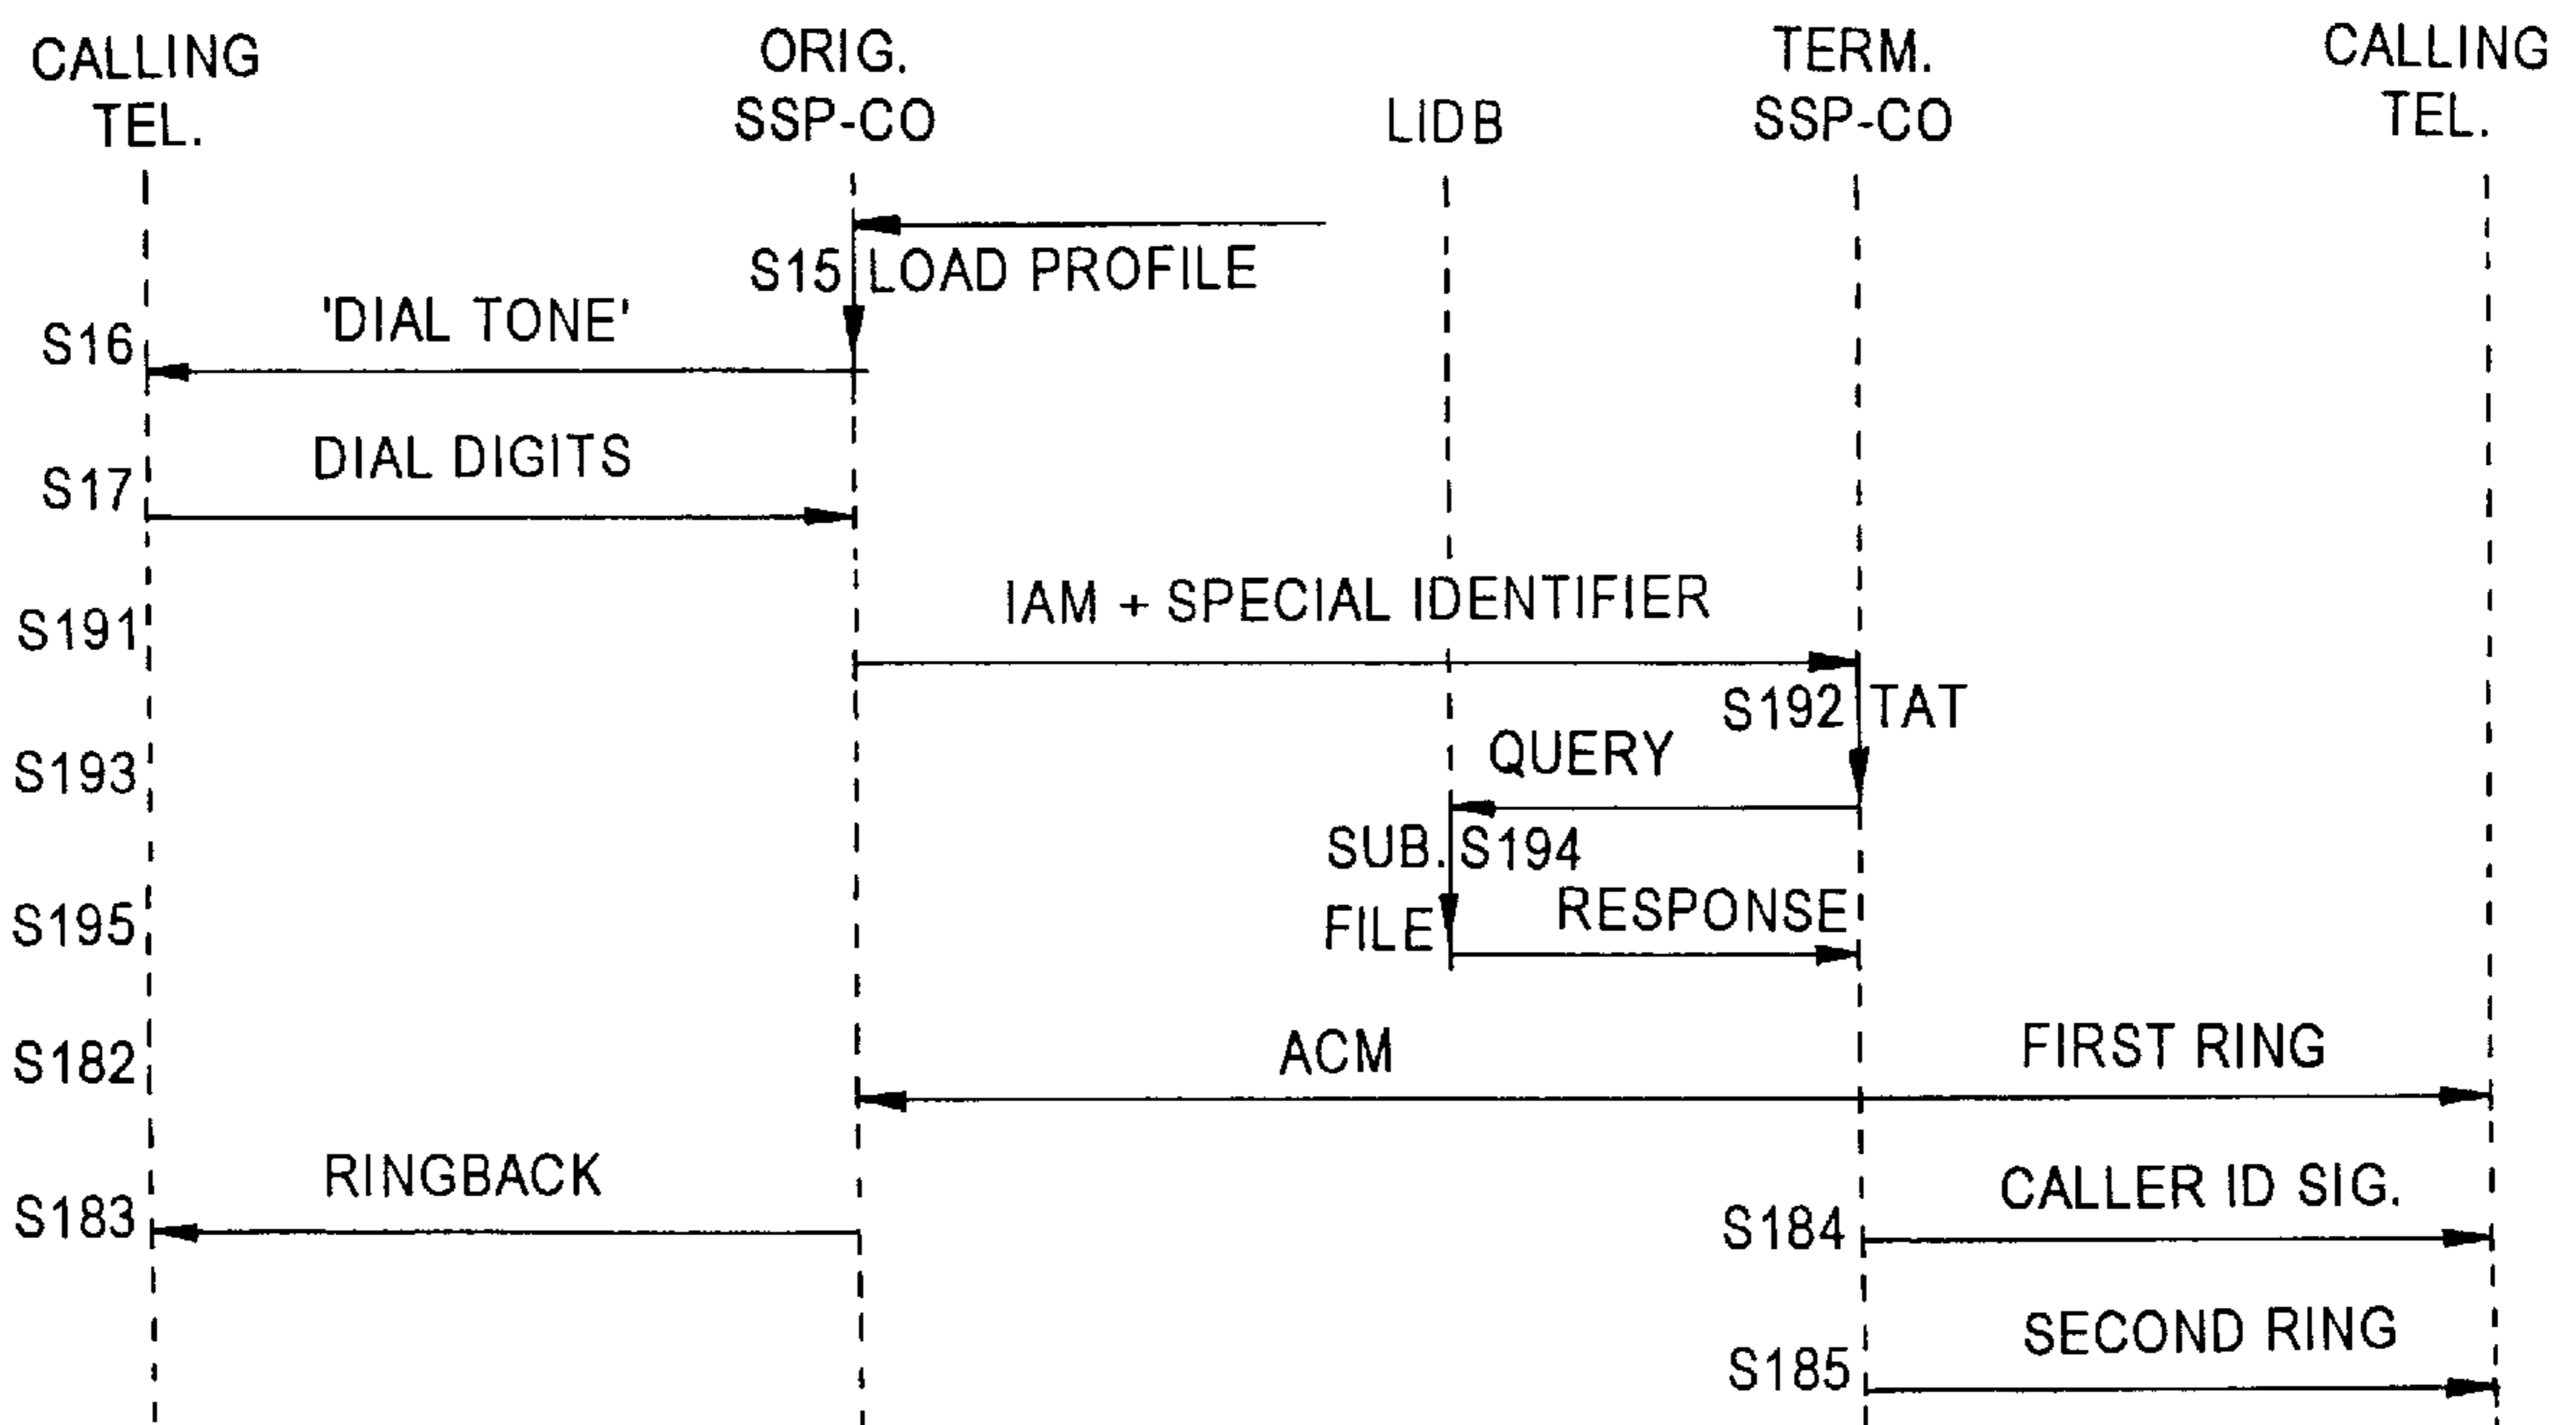 CALLING
TEL.
ORIG.
SSP-CO
LIDB
TERM.
SSP-CO
CALLING
TEL.
S15 LOAD PROFILE
S16 'DIAL TONE'
S17 DIAL DIGITS
S191 IAM + SPECIAL IDENTIFIER
S192 TAT
S193 QUERY
SUB. S194
FILE
S195 RESPONSE
S182 ACM FIRST RING
S183 RINGBACK
S184 CALLER ID SIG.
S185 SECOND RING